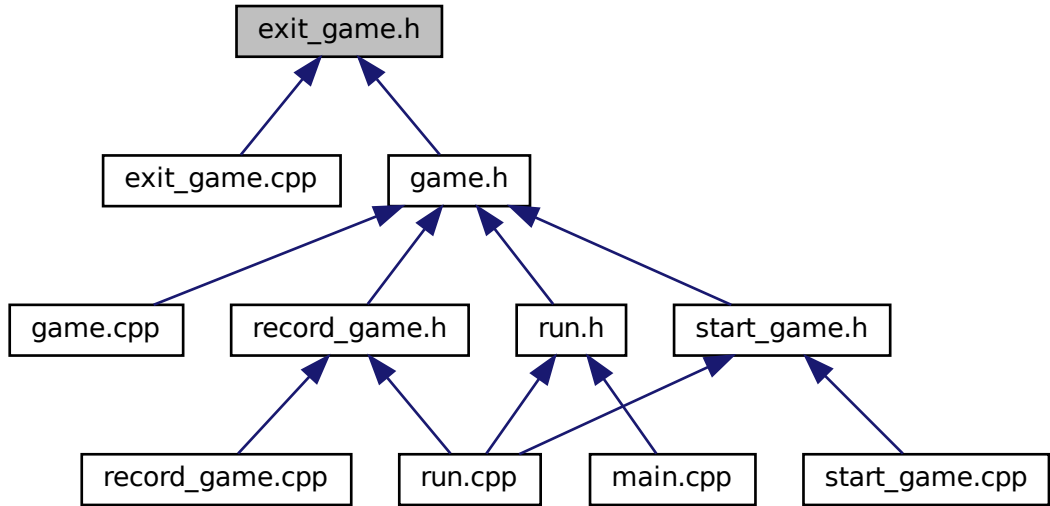 exit_game.h
exit_game.cpp
game.h
game.cpp
record_game.h
run.h
start_game.h
record_game.cpp
run.cpp
main.cpp
start_game.cpp